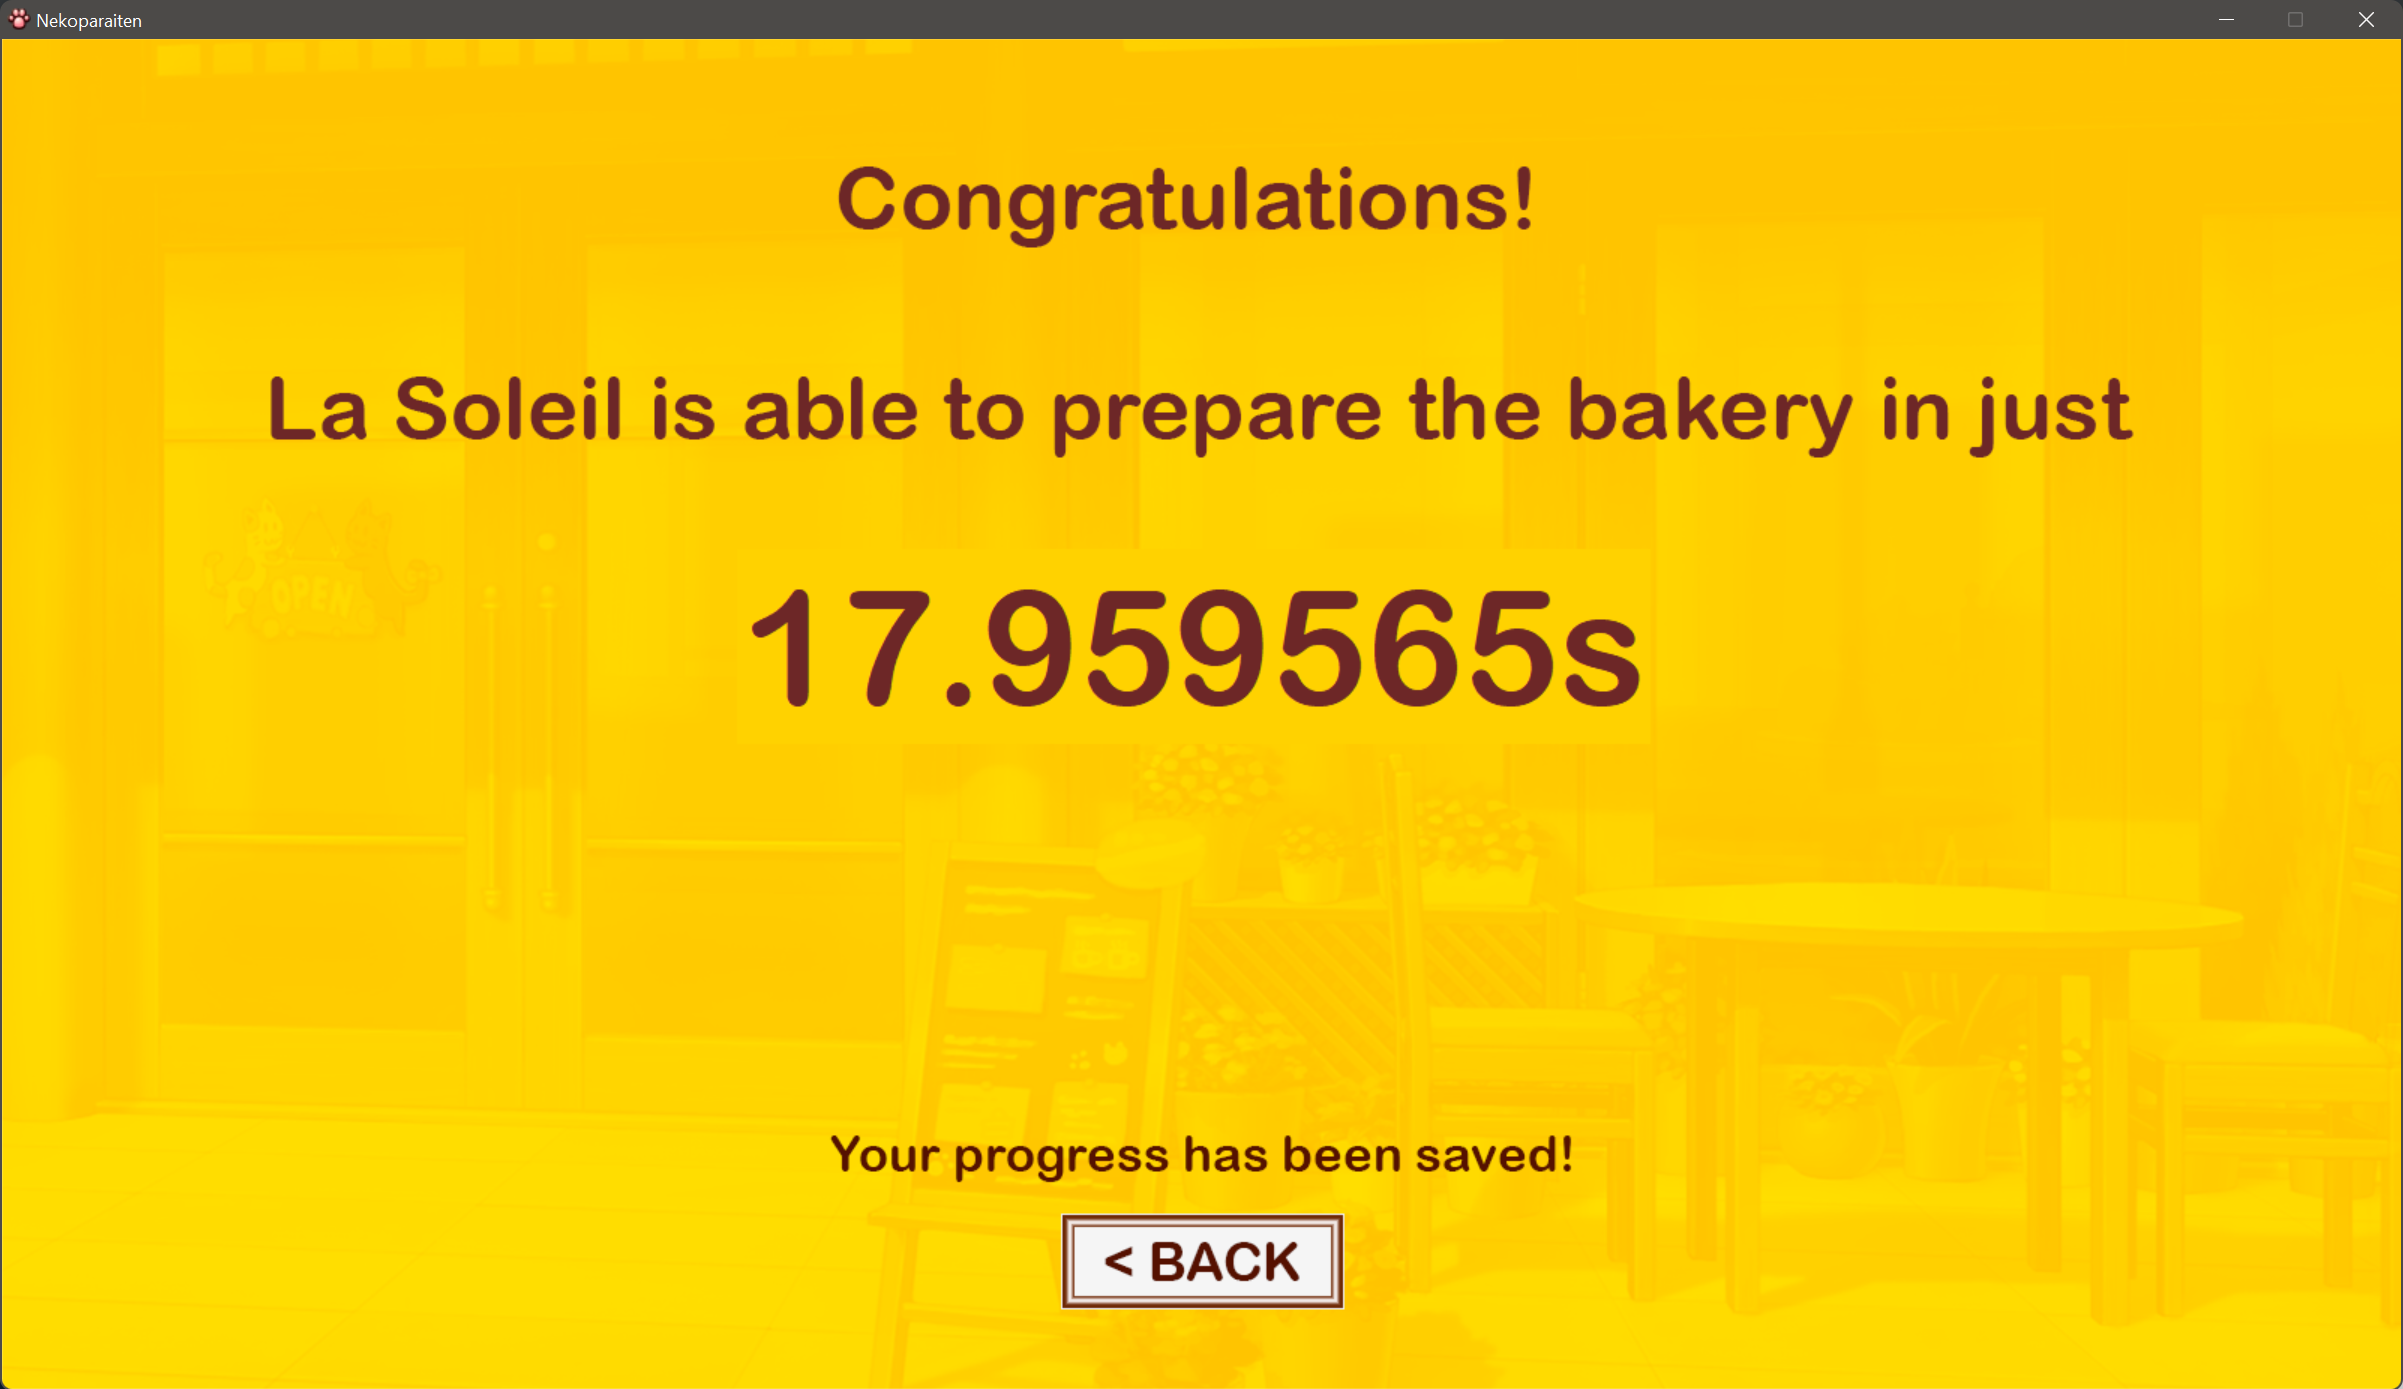 Nekoparaiten
Congratulations!
La Soleil is able to prepare the bakery in just
OPEN
17.959565s
Your progress has been saved!
< BACK